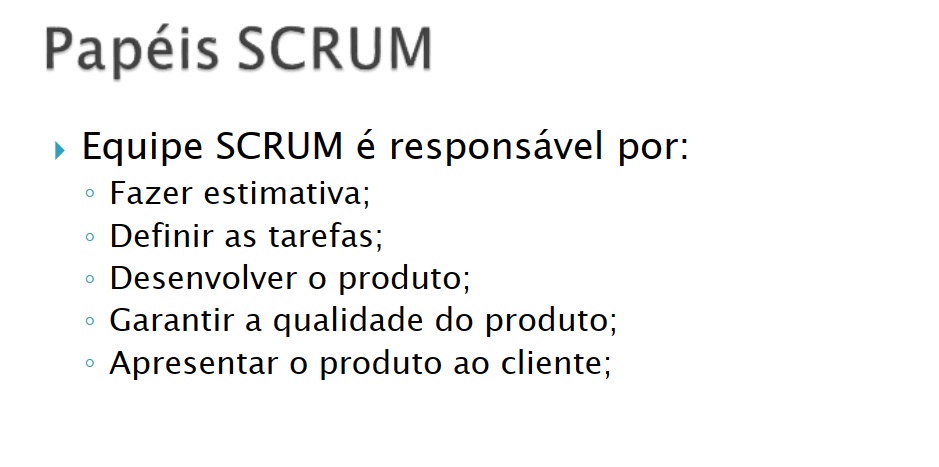 Papéis SCRUM
Equipe SCRUM é responsável por:
Fazer estimativa;
Definir as tarefas;
Desenvolver o produto;
Garantir a qualidade do produto;
Apresentar o produto ao cliente;